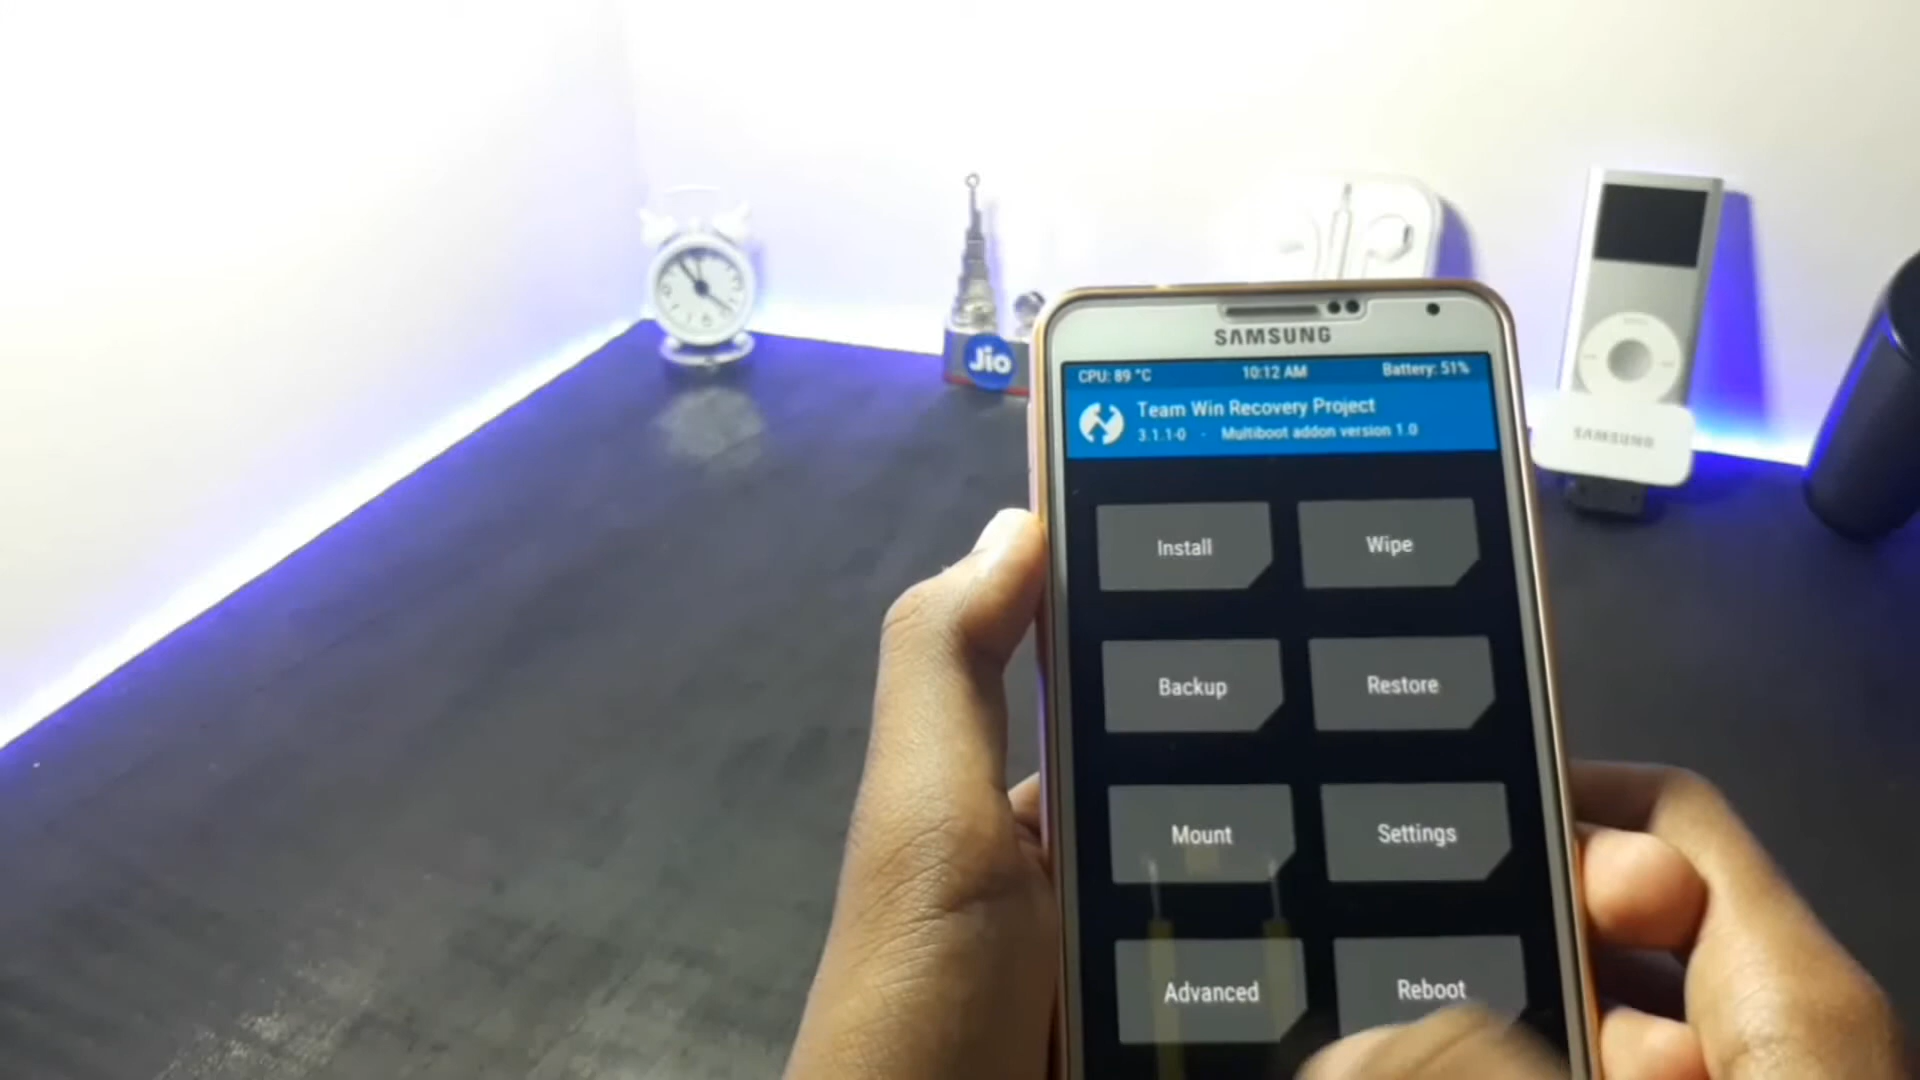 Jio
SAMSUNG
CPU: 89 °C 10:12 AM Battery: 51%
Team Win Recovery Project
3.1.1-0 - Multiboot addon version 1.0
SAMSUNG
Install Wipe
Backup Restore
Mount Settings
Advanced Reboot